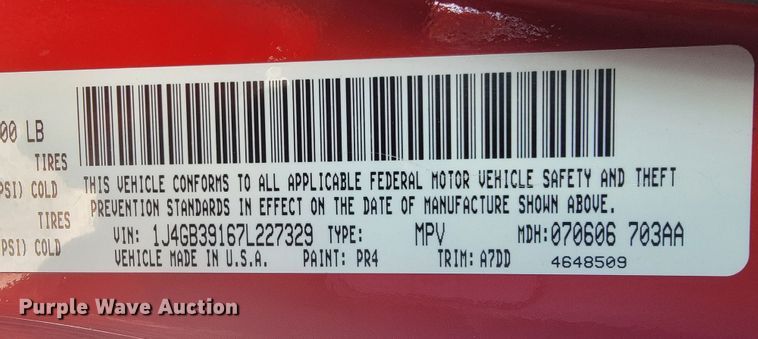 00 LB
TIRES
PSI) COLD
TIRES
PSI) COLD
THIS VEHICLE CONFORMS TO ALL APPLICABLE FEDERAL MOTOR VEHICLE SAFETY AND THEFT
PREVENTION STANDARDS IN EFFECT ON THE DATE OF MANUFACTURE SHOWN ABOVE.
VIN: 1J4GB39167L227329 TYPE: MPV MDH: 070606 703AA
VEHICLE MADE IN U.S.A. PAINT: PR4 TRIM: A7DD 4648509
Purple Wave Auction